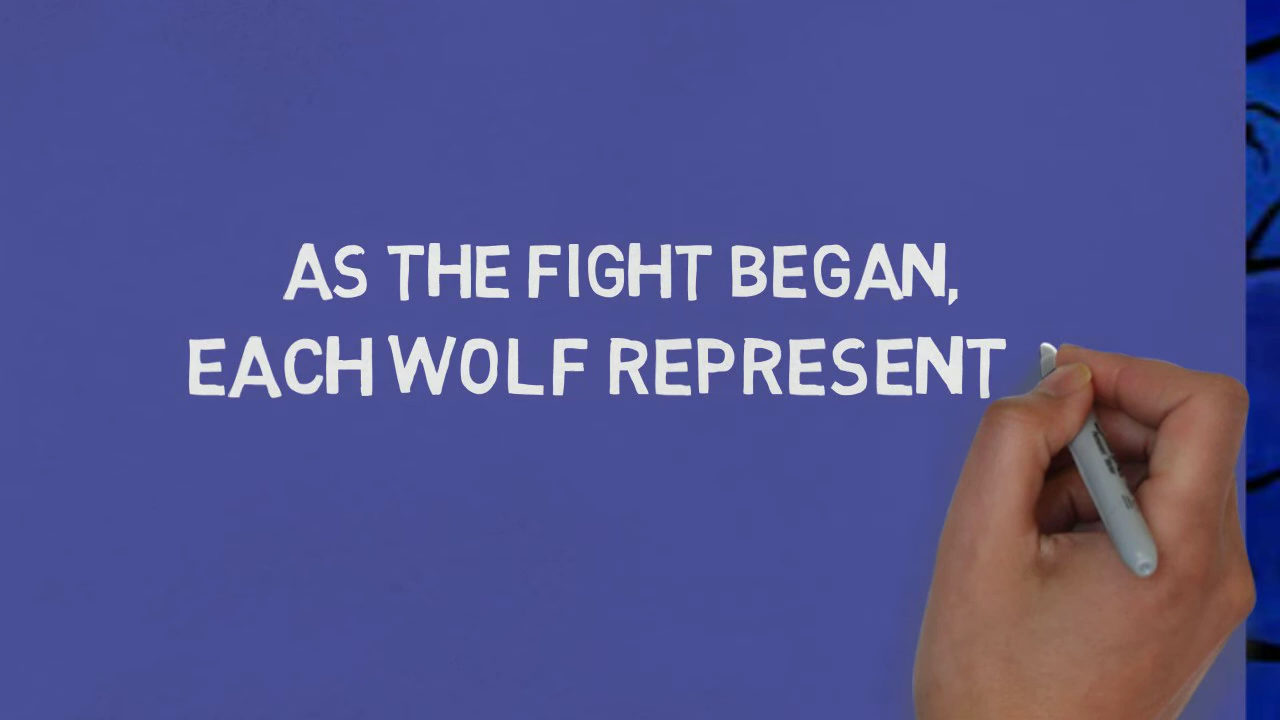 AS THE FIGHT BEGAN,
EACH WOLF REPRESENT